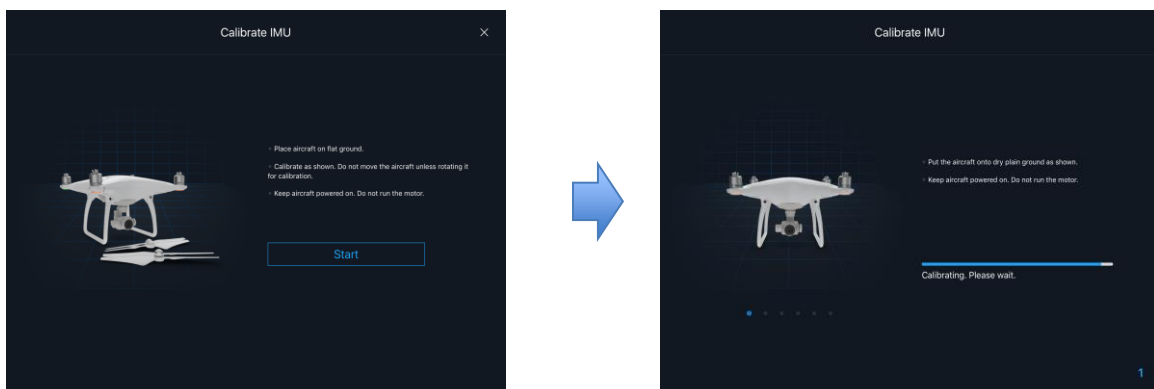 Calibrate IMU
Place aircraft on flat ground.
Calibrate as shown. Do not move the aircraft unless rotating it
for calibration.
Keep aircraft powered on. Do not run the motor.
Start
Calibrate IMU
Put the aircraft onto dry plain ground as shown.
Keep aircraft powered on. Do not run the motor.
Calibrating. Please wait.
1